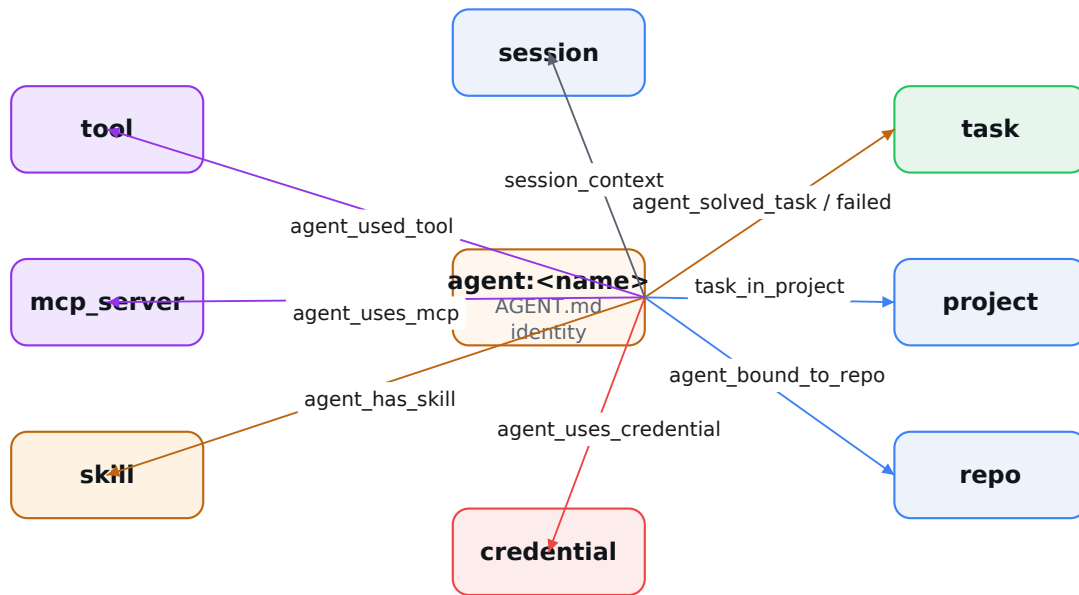 session
tool
task
session_context
agent_solved_task / failed
agent_used_tool
agent:<name>
AGENT.md
identity
mcp_server
agent_uses_mcp
task_in_project
project
agent_bound_to_repo
agent_has_skill
agent_uses_credential
skill
repo
credential